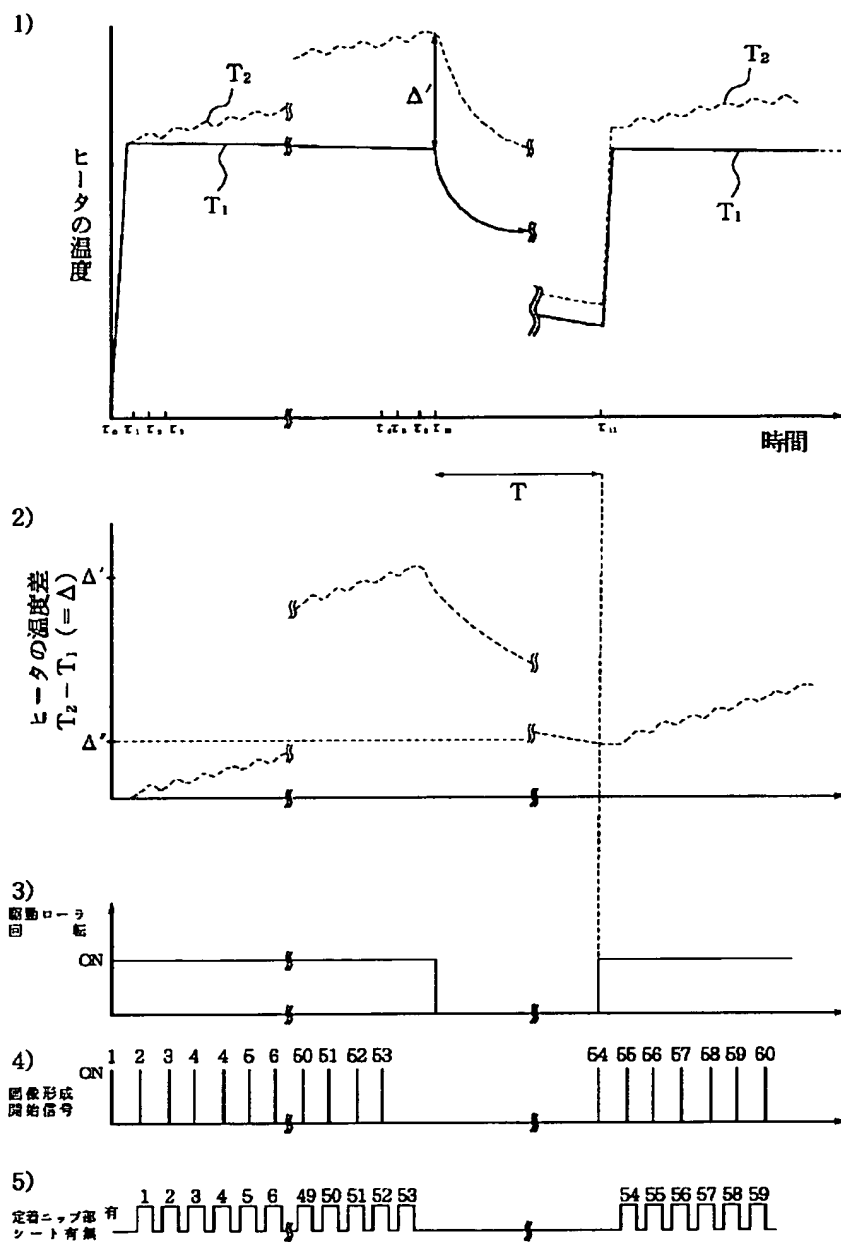 1)
T₂
Δ′
T₂
ヒータの温度
T₁
T₁
時間
T
2)
Δ′
ヒータの温度差
T₂−T₁(=Δ)
Δ″
3)
駆動ローラ
回転
ON
4)
1 2 3 4 4 5 6 50 51 52 53 54 55 56 57 58 59 60
ON
画像形成
開始信号
5)
1 2 3 4 5 6 49 50 51 52 53 54 55 56 57 58 59
定着ニップ部 有
シート有無